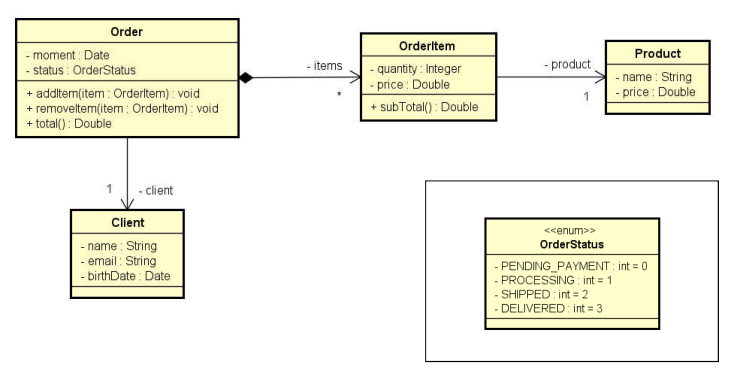 Order
- moment : Date
- status : OrderStatus
+ addItem(item : OrderItem) : void
+ removeItem(item : OrderItem) : void
+ total() : Double
- items
*
OrderItem
- quantity : Integer
- price : Double
+ subTotal() : Double
- product
1
Product
- name : String
- price : Double
1
- client
Client
- name : String
- email : String
- birthDate : Date
<<enum>>
OrderStatus
- PENDING_PAYMENT : int = 0
- PROCESSING : int = 1
- SHIPPED : int = 2
- DELIVERED : int = 3